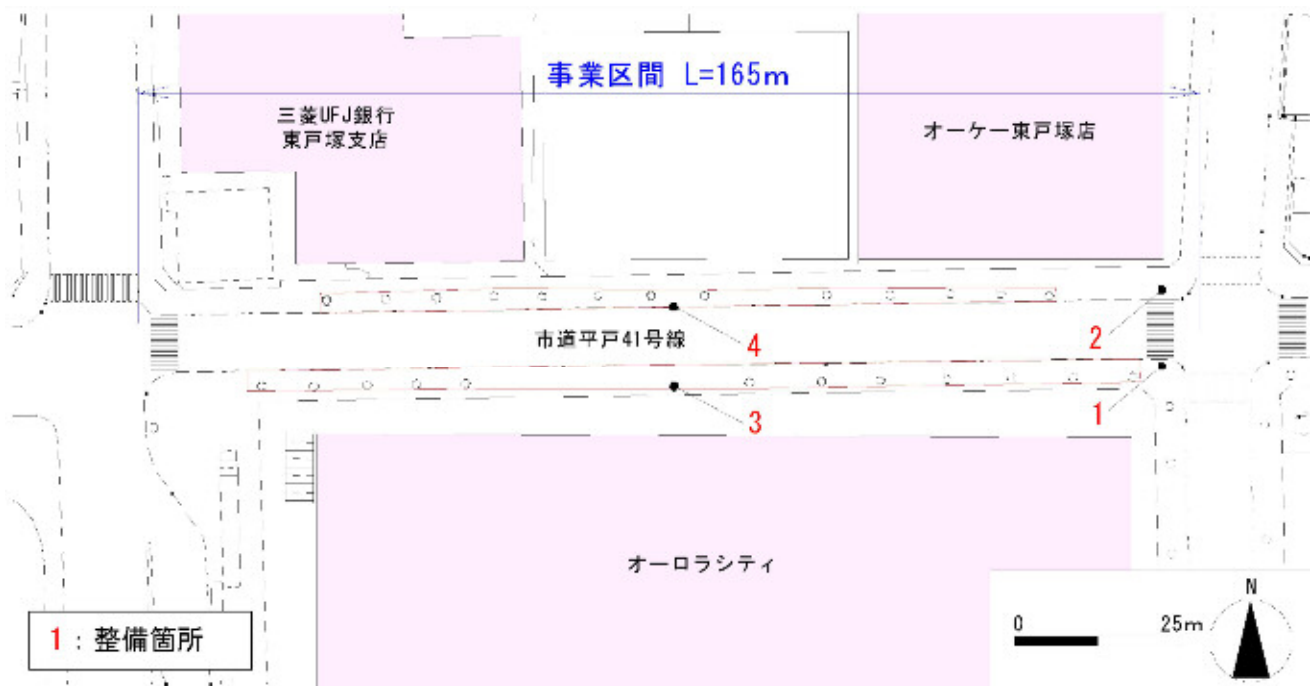 事業区間 L=165m
三菱UFJ銀行
東戸塚支店
オーケー東戸塚店
市道平戸41号線
4
2
3
1
オーロラシティ
1：整備箇所
0 25m
N